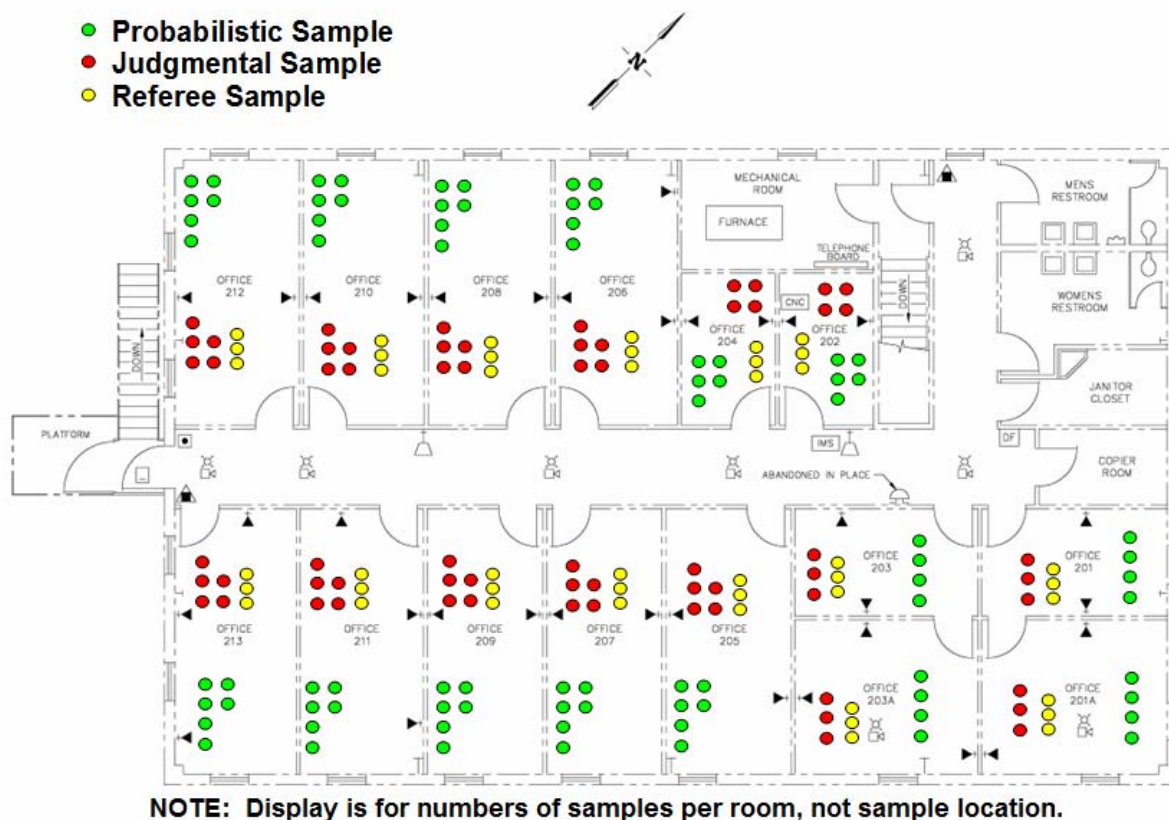 Probabilistic Sample
Judgmental Sample
Referee Sample
N
MECHANICAL
ROOM
FURNACE
TELEPHONE
BOARD
MENS
RESTROOM
WOMENS
RESTROOM
JANITOR
CLOSET
COPIER
ROOM
DOWN
DOWN
PLATFORM
OFFICE
212
OFFICE
210
OFFICE
208
OFFICE
206
OFFICE
204
CNC
OFFICE
202
IMS
DF
ABANDONED IN PLACE
OFFICE
213
OFFICE
211
OFFICE
209
OFFICE
207
OFFICE
205
OFFICE
203
OFFICE
201
OFFICE
203A
OFFICE
201A
NOTE: Display is for numbers of samples per room, not sample location.